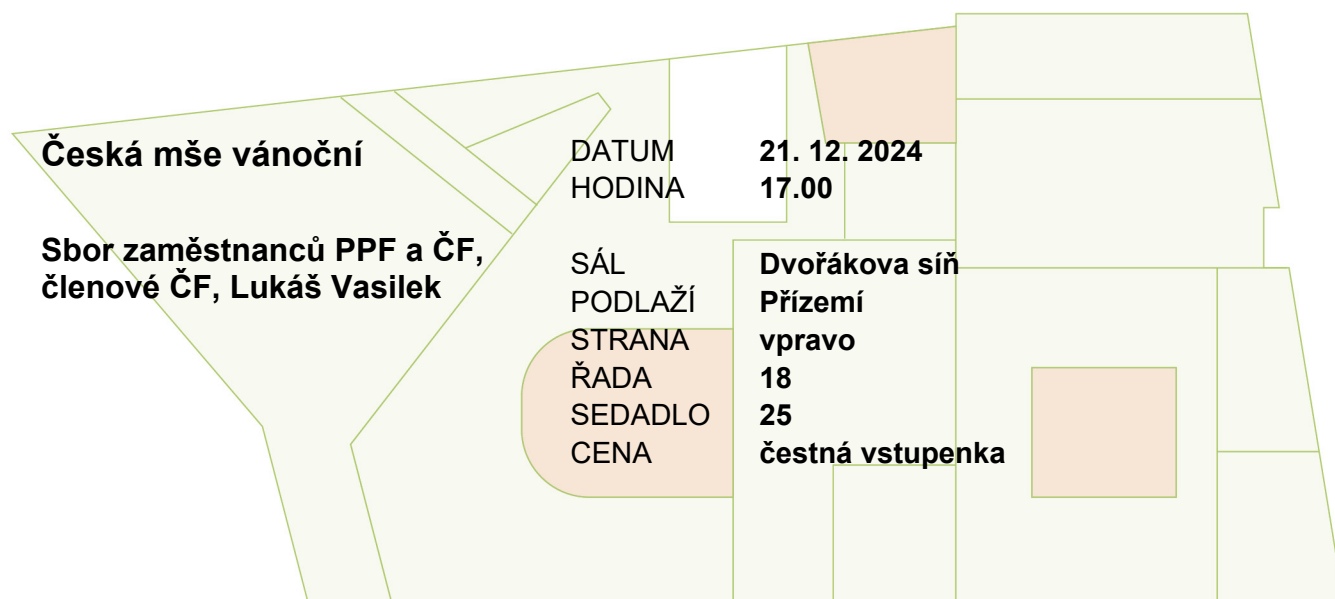 Česká mše vánoční
Sbor zaměstnanců PPF a ČF,
členové ČF, Lukáš Vasilek
DATUM 21. 12. 2024
HODINA 17.00
SÁL Dvořákova síň
PODLAŽÍ Přízemí
STRANA vpravo
ŘADA 18
SEDADLO 25
CENA čestná vstupenka